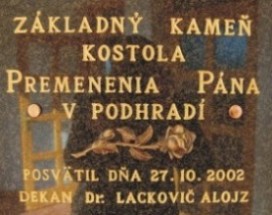 ZÁKLADNÝ KAMEŇ
KOSTOLA
PREMENENIA PÁNA
V PODHRADÍ
POSVÄTIL DŇA 27.10.2002
DEKAN Dr. LACKOVIČ ALOJZ